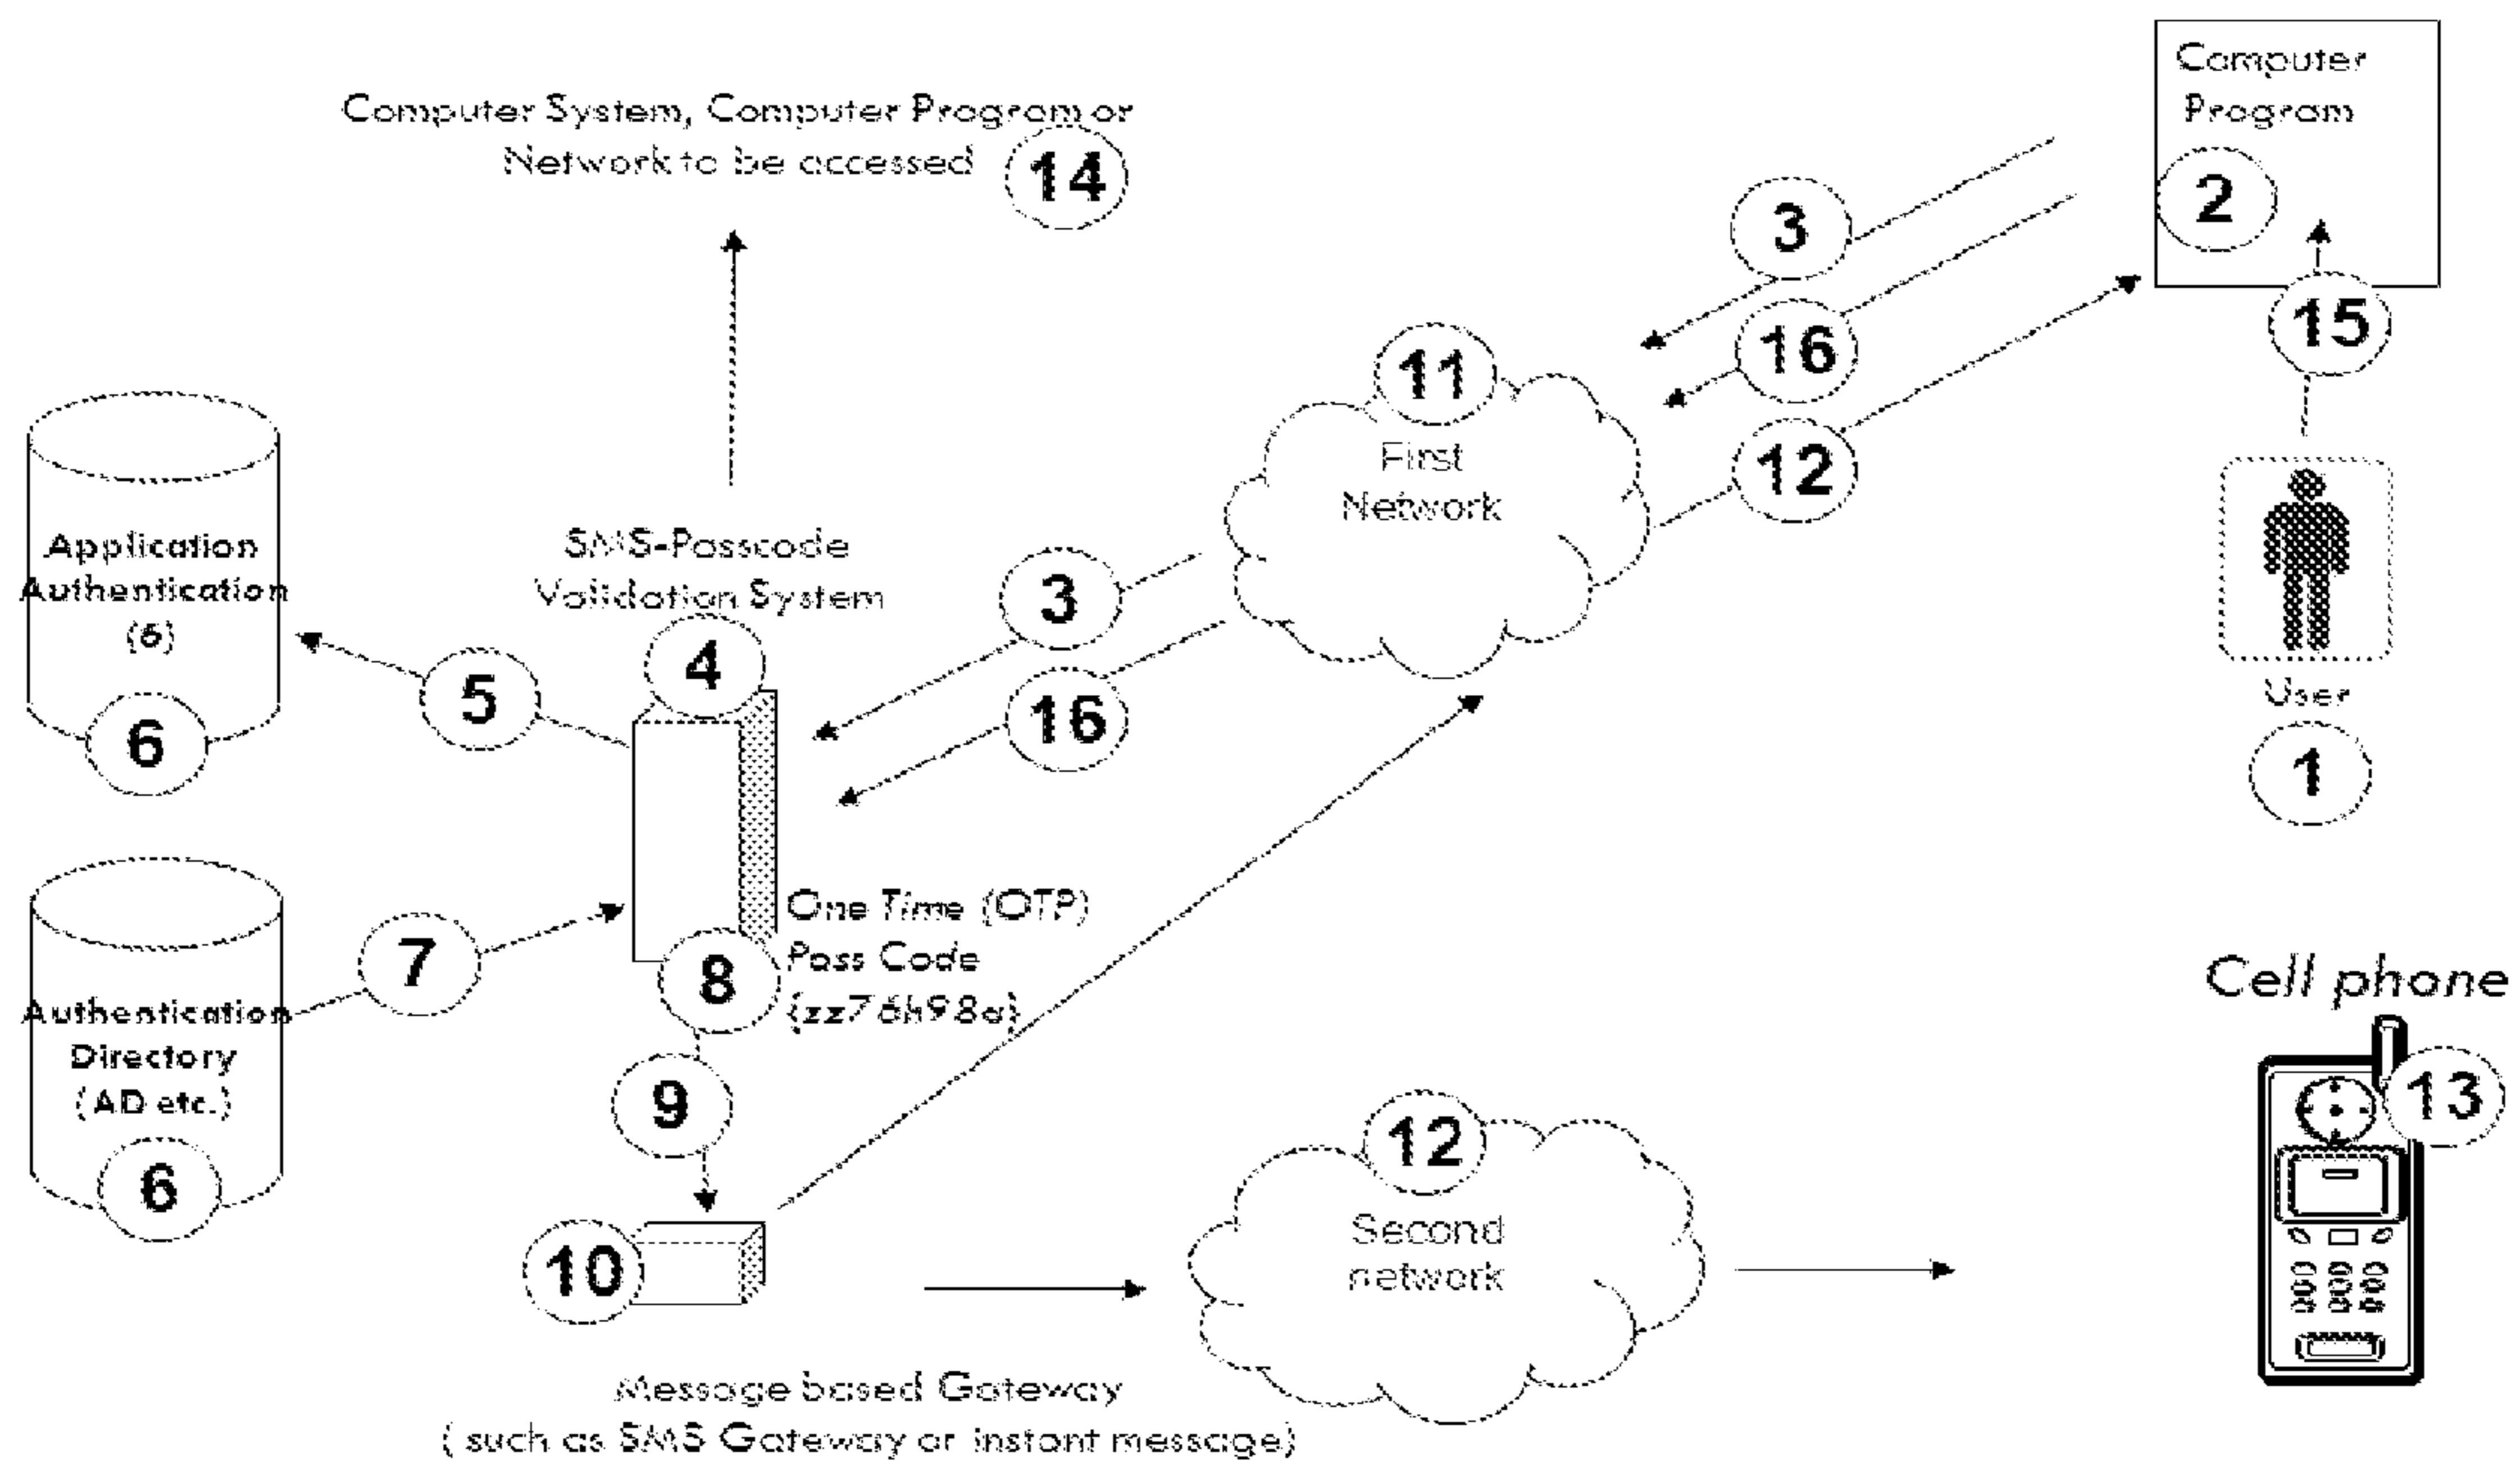 Computer
Program
2
Computer System, Computer Program or
Network to be accessed
14
3
16
12
15
11
First
Network
Application
Authentication
(6)
6
5
SMS-Passcode
Validation System
4
3
16
User
1
7
One Time (OTP)
Pass Code
(zz76h98a)
8
Authentication
Directory
(AD etc.)
6
9
10
Cell phone
13
12
Second
network
Message based Gateway
( such as SMS Gateway or instant message)